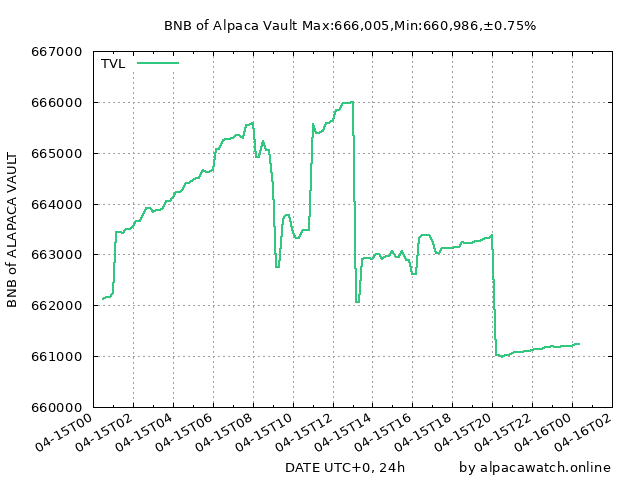 BNB of Alpaca Vault Max:666,005,Min:660,986,±0.75%
TVL
667000
666000
665000
664000
663000
662000
661000
660000
BNB of ALAPACA VAULT
04-15T00
04-15T02
04-15T04
04-15T06
04-15T08
04-15T10
04-15T12
04-15T14
04-15T16
04-15T18
04-15T20
04-15T22
04-16T00
04-16T02
DATE UTC+0, 24h
by alpacawatch.online